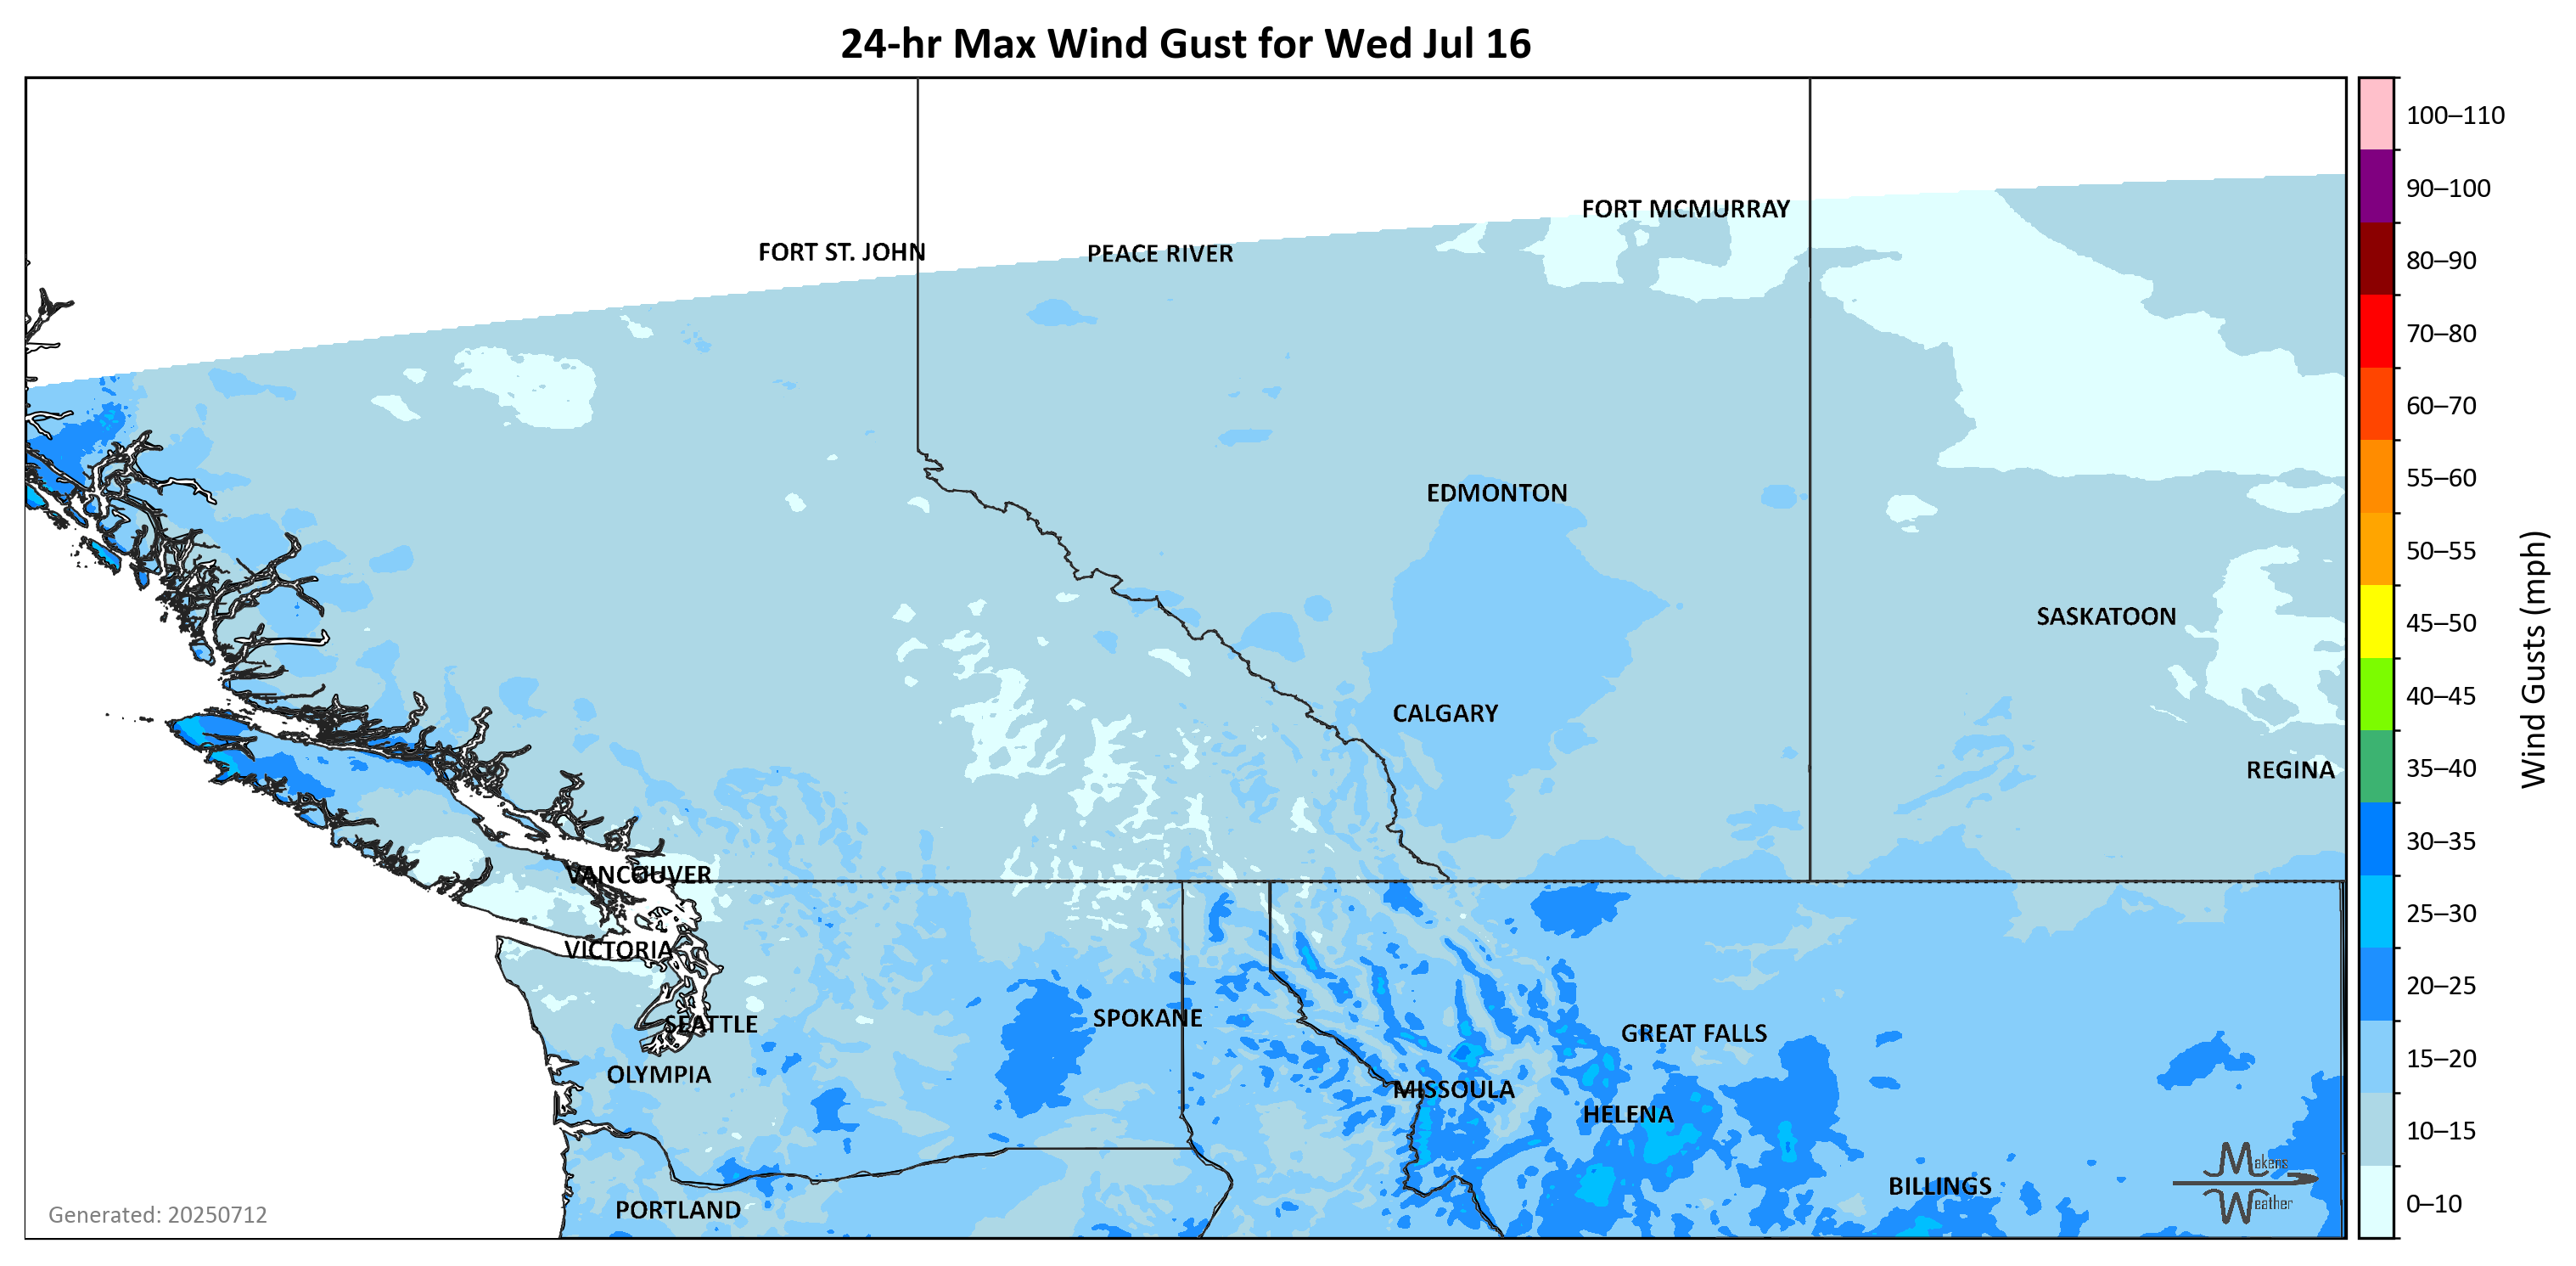 24-hr Max Wind Gust for Wed Jul 16
100–110
90–100
80–90
70–80
60–70
55–60
50–55
45–50
40–45
35–40
30–35
25–30
20–25
15–20
10–15
0–10
Wind Gusts (mph)
FORT MCMURRAY
FORT ST. JOHN
PEACE RIVER
EDMONTON
SASKATOON
CALGARY
REGINA
VANCOUVER
VICTORIA
SEATTLE
SPOKANE
GREAT FALLS
OLYMPIA
MISSOULA
HELENA
BILLINGS
PORTLAND
Makens
Weather
Generated: 20250712